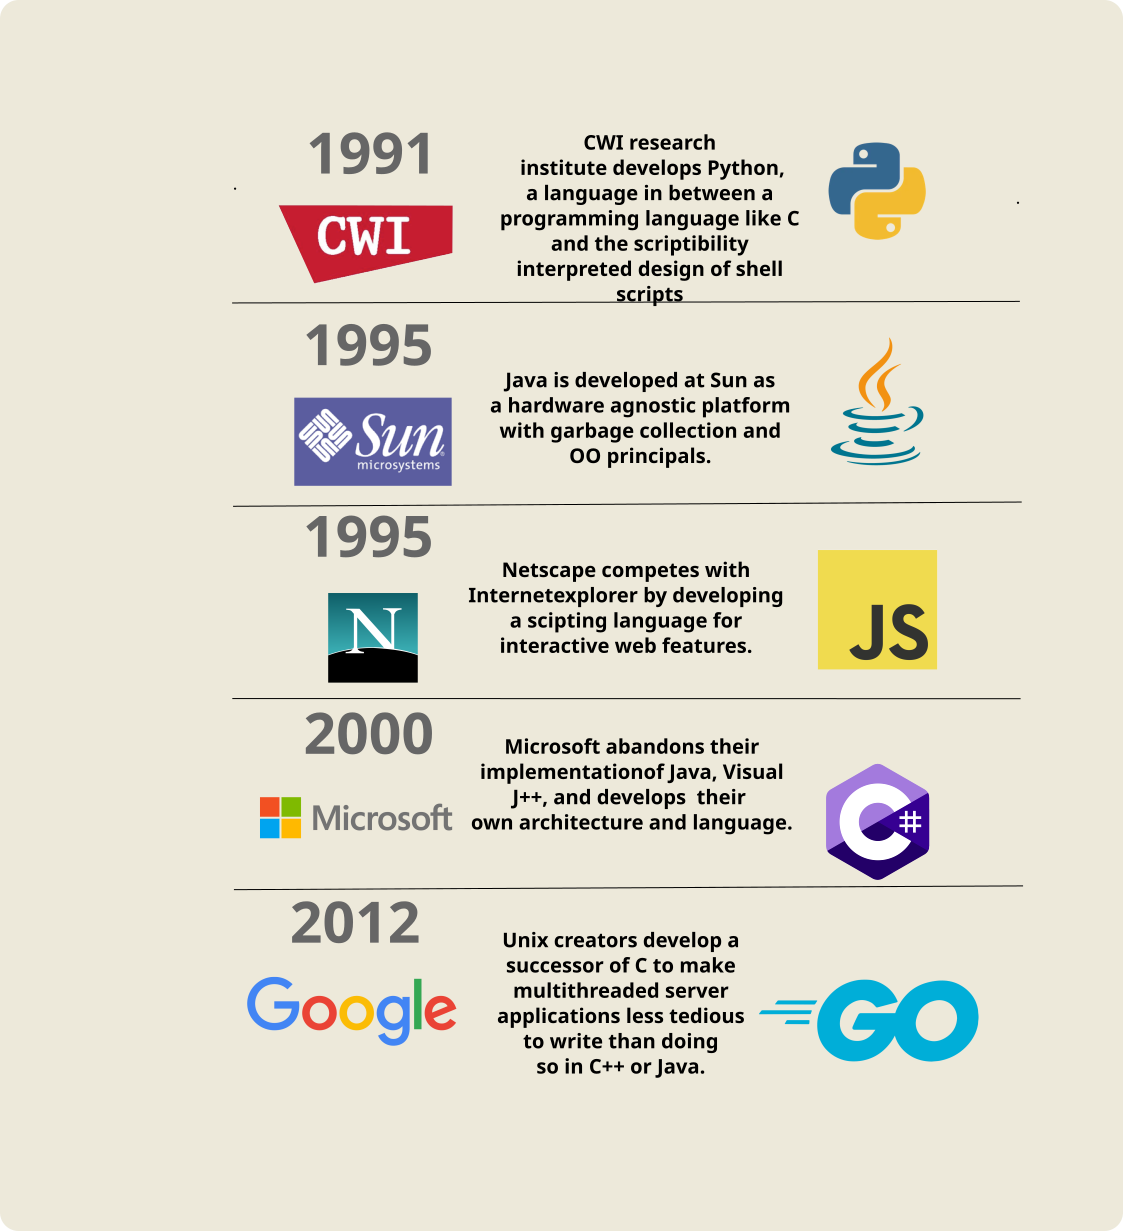 1991
CWI
CWI research
institute develops Python,
a language in between a
programming language like C
and the scriptibility
interpreted design of shell
scripts
1995
Sun
microsystems
Java is developed at Sun as
a hardware agnostic platform
with garbage collection and
OO principals.
1995
N
Netscape competes with
Internetexplorer by developing
a scipting language for
interactive web features.
JS
2000
Microsoft
Microsoft abandons their
implementationof Java, Visual
J++, and develops  their
own architecture and language.
C#
2012
Google
Unix creators develop a
successor of C to make
multithreaded server
applications less tedious
to write than doing
so in C++ or Java.
GO